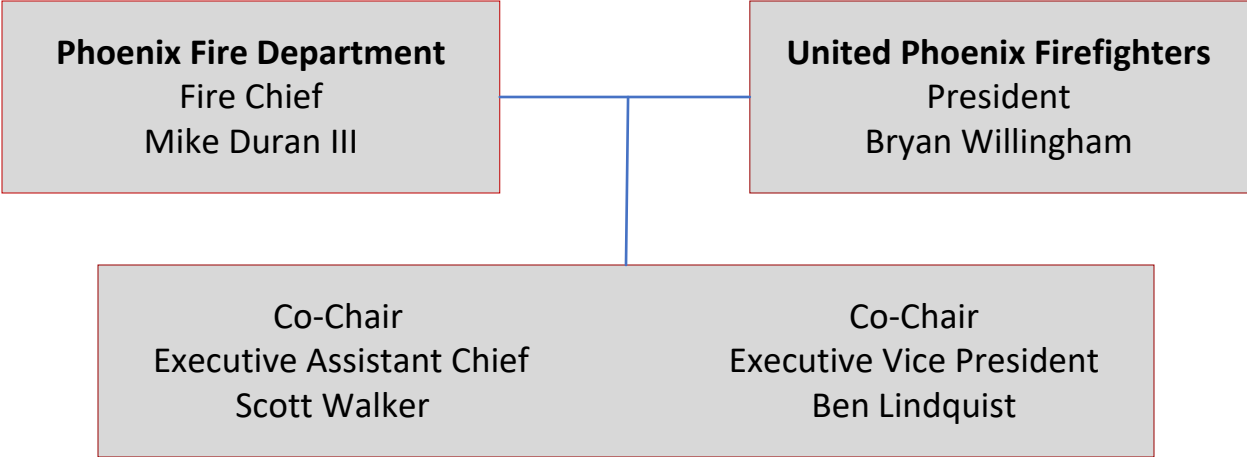 Phoenix Fire Department
Fire Chief
Mike Duran III
United Phoenix Firefighters
President
Bryan Willingham
Co-Chair
Executive Assistant Chief
Scott Walker
Co-Chair
Executive Vice President
Ben Lindquist